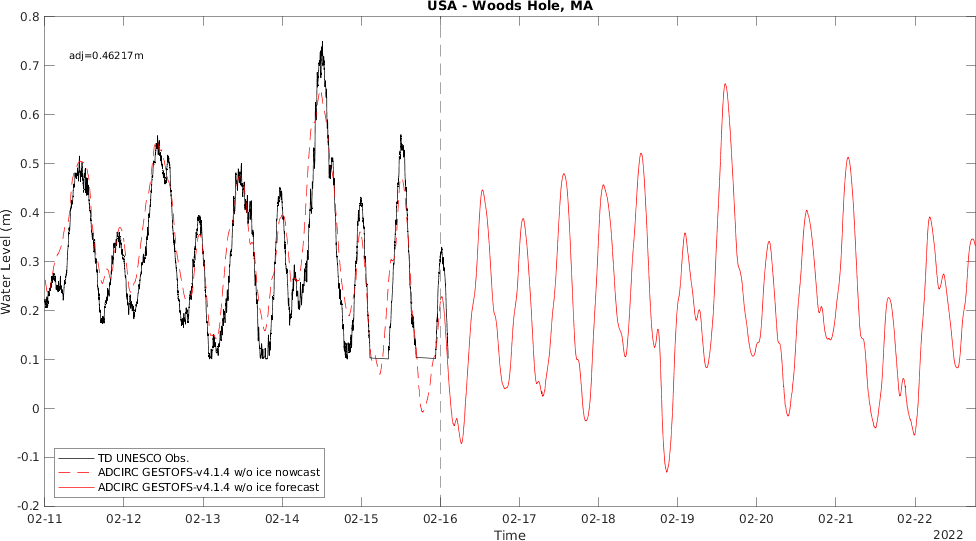 USA - Woods Hole, MA
adj=0.46217m
Water Level (m)
0.8
0.7
0.6
0.5
0.4
0.3
0.2
0.1
0
-0.1
-0.2
TD UNESCO Obs.
ADCIRC GESTOFS-v4.1.4 w/o ice nowcast
ADCIRC GESTOFS-v4.1.4 w/o ice forecast
02-11 02-12 02-13 02-14 02-15 02-16 02-17 02-18 02-19 02-20 02-21 02-22
Time
2022